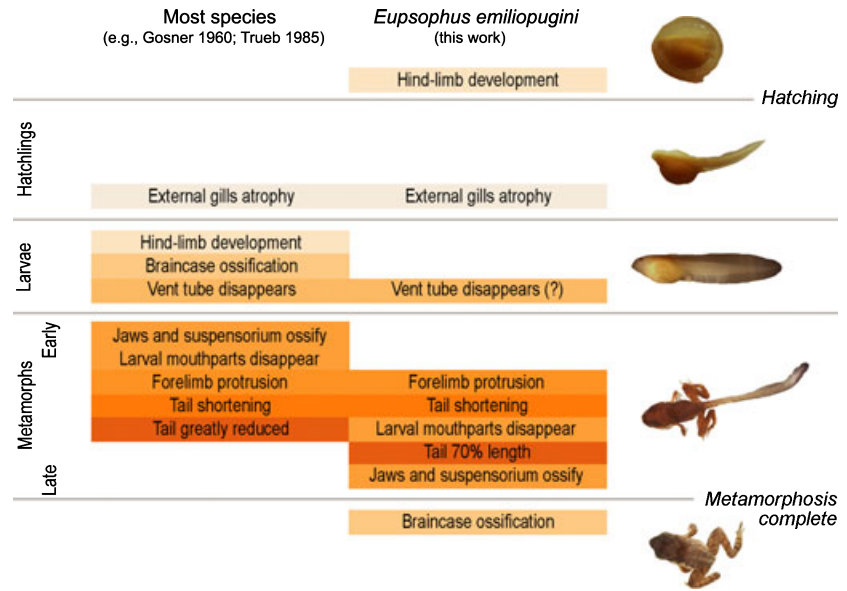 Most species
(e.g., Gosner 1960; Trueb 1985)
Eupsophus emiliopugini
(this work)
Hind-limb development
Hatching
Hatchlings
External gills atrophy
External gills atrophy
Larvae
Hind-limb development
Braincase ossification
Vent tube disappears
Vent tube disappears (?)
Metamorphs
Early
Late
Jaws and suspensorium ossify
Larval mouthparts disappear
Forelimb protrusion
Forelimb protrusion
Tail shortening
Tail shortening
Tail greatly reduced
Larval mouthparts disappear
Tail 70% length
Jaws and suspensorium ossify
Metamorphosis
complete
Braincase ossification